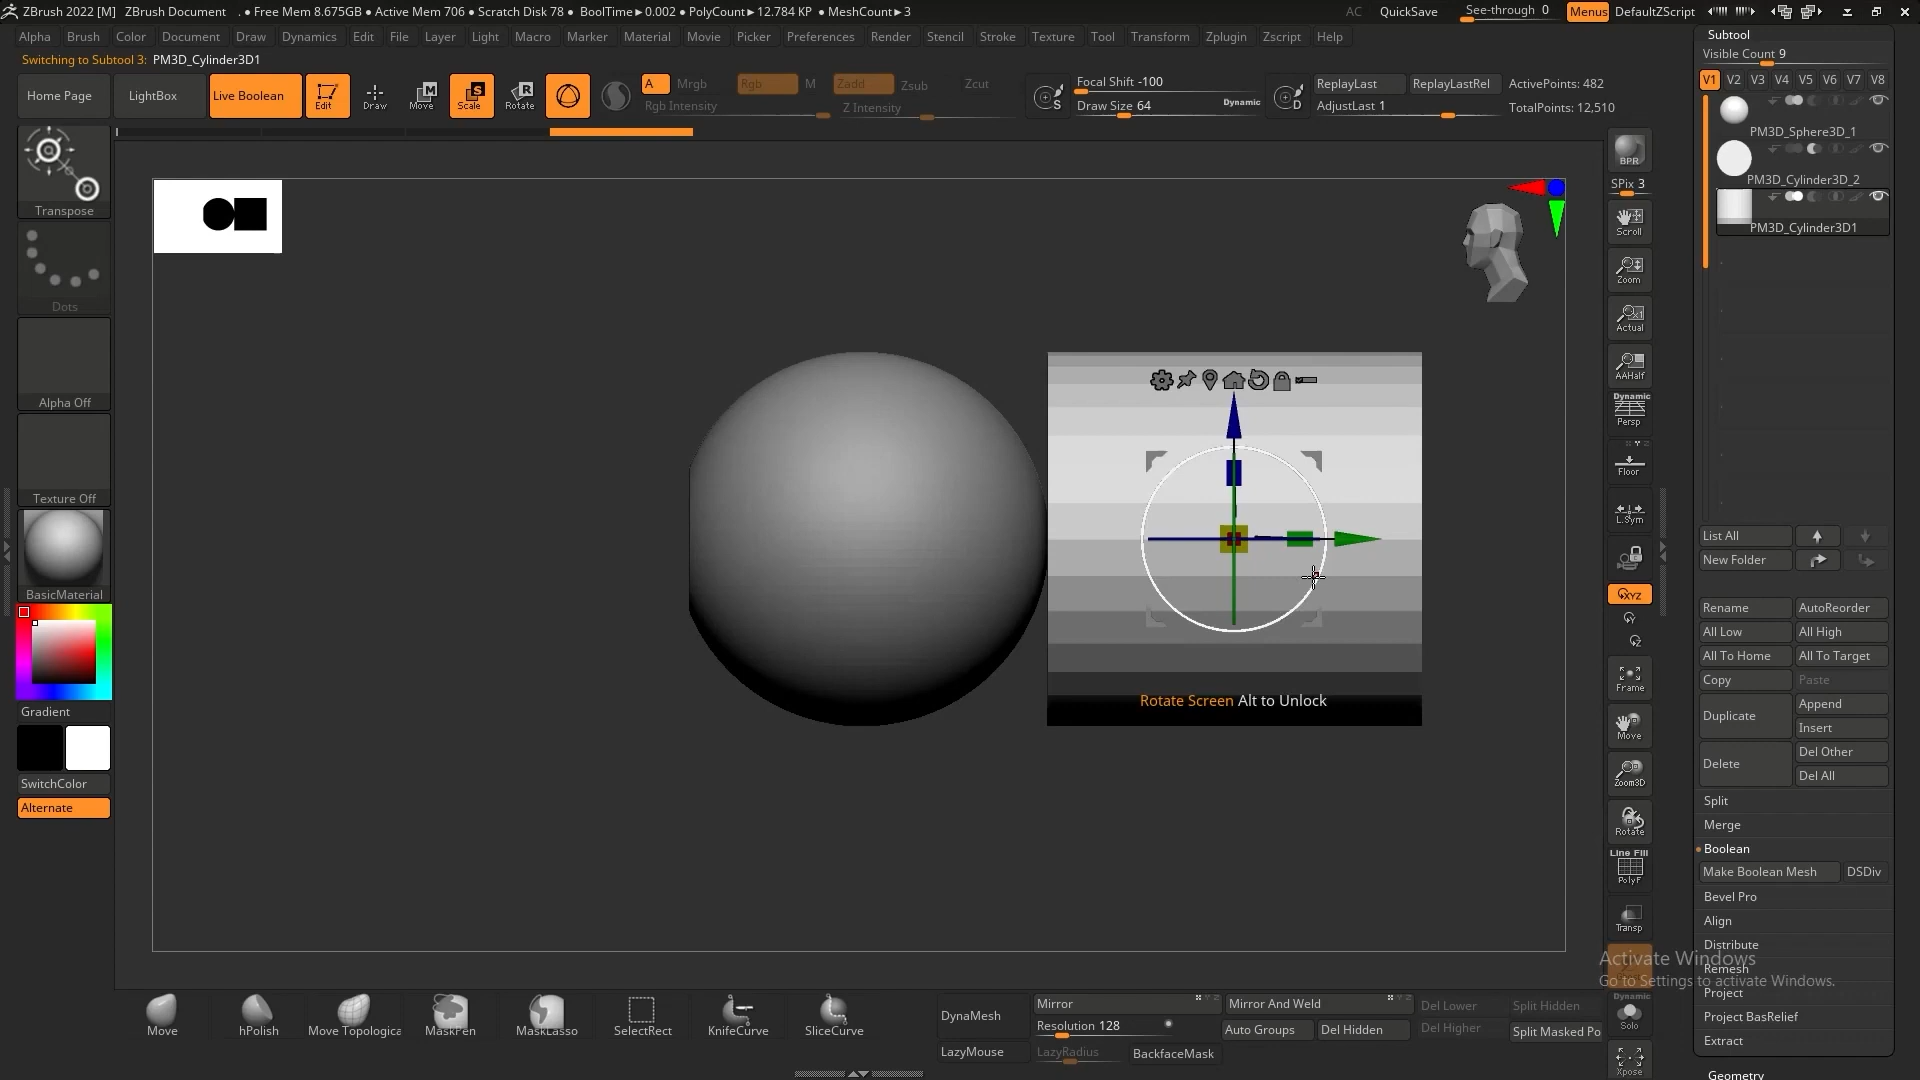 ZBrush 2022 [M] ZBrush Document . ● Free Mem 8.675GB ● Active Mem 706 ● Scratch Disk 78 ● BoolTime►0.002 ● PolyCount►12.784 KP ● MeshCount►3 AC QuickSave See-through 0 Menus DefaultZScript
Alpha Brush Color Document Draw Dynamics Edit File Layer Light Macro Marker Material Movie Picker Preferences Render Stencil Stroke Texture Tool Transform Zplugin Zscript Help
Switching to Subtool 3: PM3D_Cylinder3D1
Home Page LightBox Live Boolean Edit Draw Move Scale Rotate
A Mrgb Rgb M Zadd Zsub Zcut
Rgb Intensity Z Intensity
Focal Shift -100
Draw Size 64 Dynamic
ReplayLast ReplayLastRel ActivePoints: 482
AdjustLast 1 TotalPoints: 12,510
Transpose
Dots
Alpha Off
Texture Off
BasicMaterial
Gradient
SwitchColor
Alternate
Rotate Screen Alt to Unlock
BPR
SPix 3
Scroll
Zoom
Actual
AAHalf
Dynamic
Persp
Floor
L.Sym
XYZ
Y
Z
Frame
Move
Zoom3D
Rotate
Line Fill
PolyF
Transp
Dynamic
Solo
Xpose
Subtool
Visible Count 9
V1 V2 V3 V4 V5 V6 V7 V8
PM3D_Sphere3D_1
PM3D_Cylinder3D_2
PM3D_Cylinder3D1
List All
New Folder
Rename AutoReorder
All Low All High
All To Home All To Target
Copy Paste
Duplicate Append
Insert
Delete Del Other
Del All
Split
Merge
Boolean
Make Boolean Mesh DSDiv
Bevel Pro
Align
Distribute
Remesh
Project
Project BasRelief
Extract
Geometry
Activate Windows
Go to Settings to activate Windows.
Move hPolish Move Topologica MaskPen MaskLasso SelectRect KnifeCurve SliceCurve
DynaMesh
LazyMouse
Mirror Mirror And Weld Del Lower Split Hidden
Resolution 128 Auto Groups Del Hidden Del Higher Split Masked Po
LazyRadius BackfaceMask